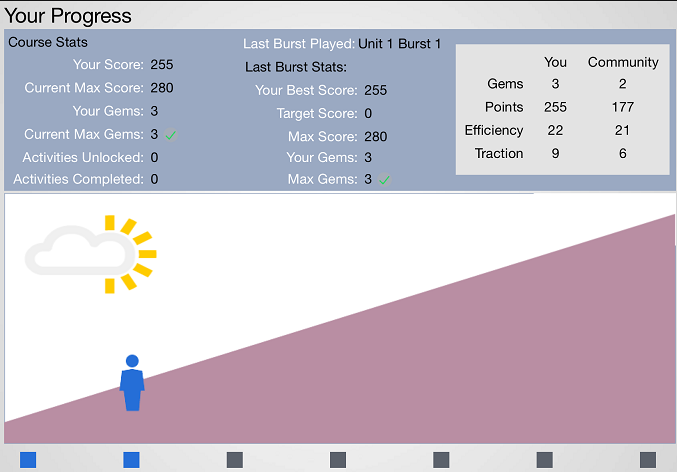 Your Progress
Course Stats
Your Score: 255
Current Max Score: 280
Your Gems: 3
Current Max Gems: 3
Activities Unlocked: 0
Activities Completed: 0
Last Burst Played: Unit 1 Burst 1
Last Burst Stats:
Your Best Score: 255
Target Score: 0
Max Score: 280
Your Gems: 3
Max Gems: 3
You Community
Gems 3 2
Points 255 177
Efficiency 22 21
Traction 9 6